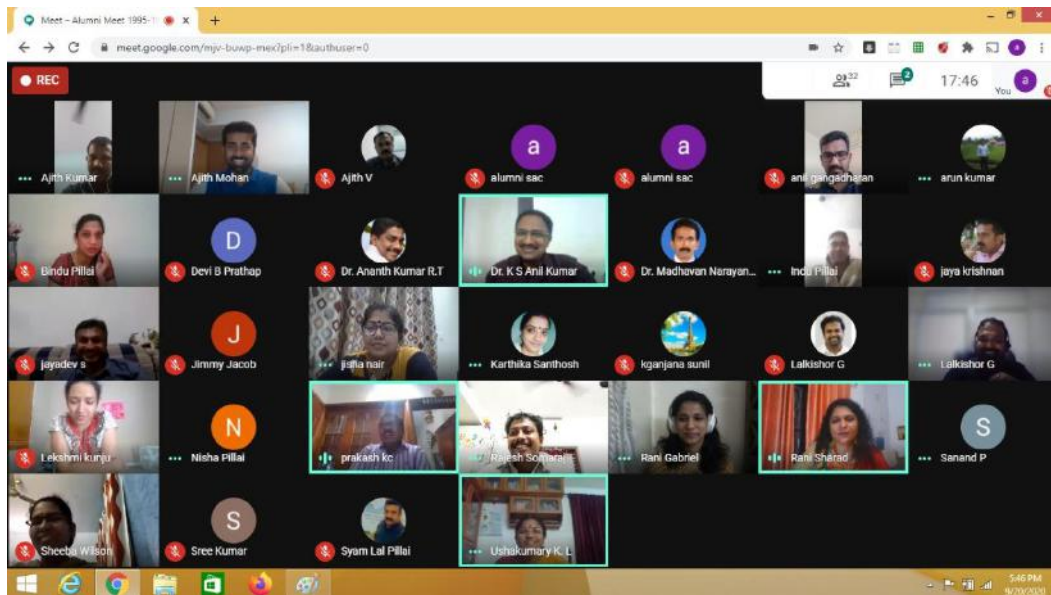 Meet – Alumni Meet 1995-
meet.google.com/mjv-buwp-mex?pli=1&authuser=0
REC
32
2
17:46
You
a
Ajith Kumar
Ajith Mohan
Ajith V
a
alumni sac
a
alumni sac
anil gangadharan
arun kumar
Bindu Pillai
D
Devi B Prathap
Dr. Ananth Kumar R.T
Dr. K S Anil Kumar
Dr. Madhavan Narayan...
Indu Pillai
jaya krishnan
jayadev s
J
Jimmy Jacob
jisha nair
Karthika Santhosh
kganjana sunil
Lalkishor G
Lalkishor G
Lekshmi kunju
N
Nisha Pillai
prakash kc
Rajesh Somarajan
Rani Gabriel
Rani Sharad
S
Sanand P
Sheeba Wilson
S
Sree Kumar
Syam Lal Pillai
Ushakumary K. L
5:46 PM
9/20/2020